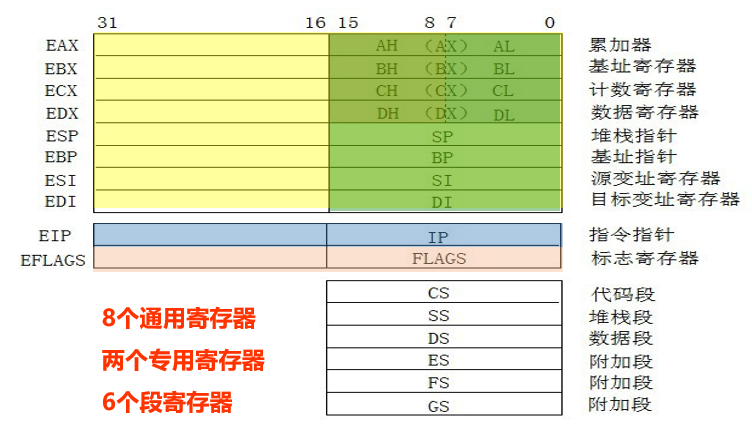 31 16 15 8 7 0
EAX AH （AX） AL 累加器
EBX BH （BX） BL 基址寄存器
ECX CH （CX） CL 计数寄存器
EDX DH （DX） DL 数据寄存器
ESP SP 堆栈指针
EBP BP 基址指针
ESI SI 源变址寄存器
EDI DI 目标变址寄存器
EIP IP 指令指针
EFLAGS FLAGS 标志寄存器
CS 代码段
8个通用寄存器 SS 堆栈段
DS 数据段
两个专用寄存器 ES 附加段
FS 附加段
6个段寄存器 GS 附加段